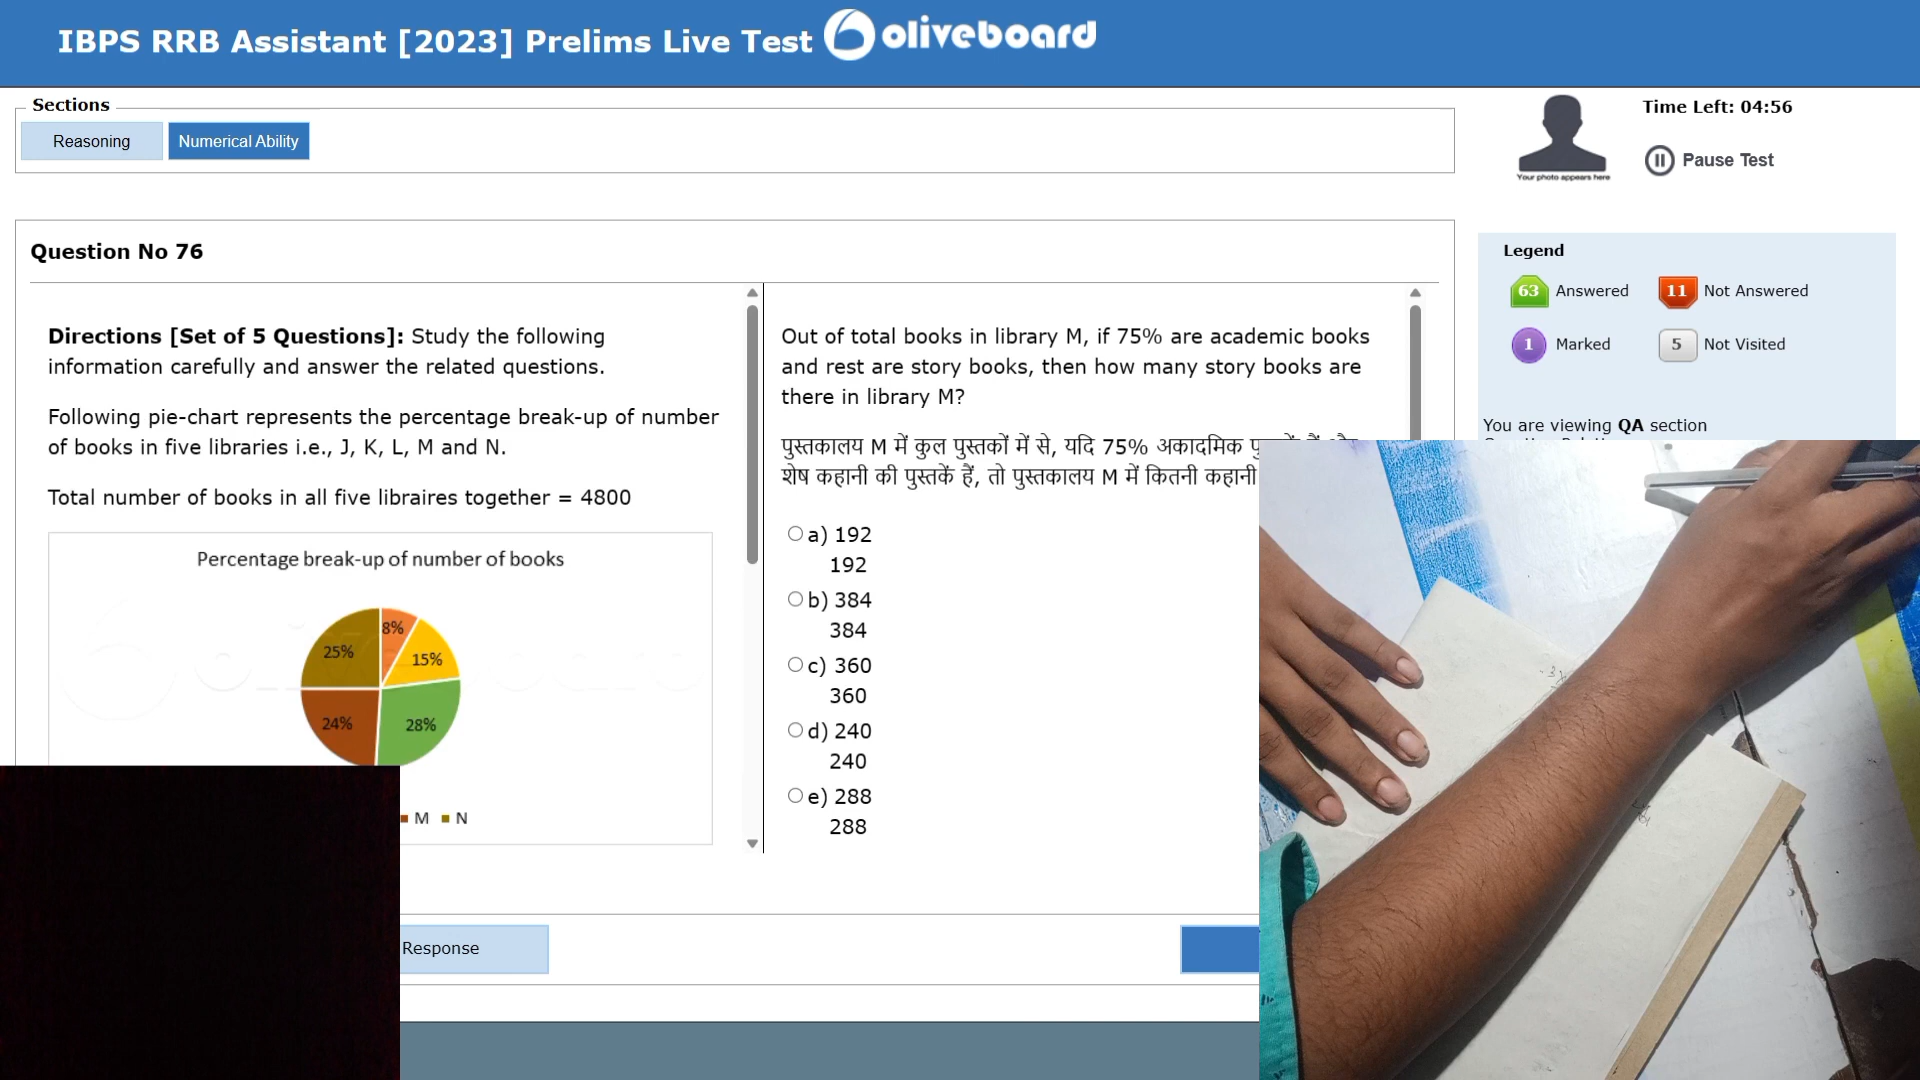 IBPS RRB Assistant [2023] Prelims Live Test oliveboard
Sections
Reasoning
Numerical Ability
Your photo appears here
Time Left: 04:56
Pause Test
Question No 76
Directions [Set of 5 Questions]: Study the following
information carefully and answer the related questions.
Following pie-chart represents the percentage break-up of number
of books in five libraries i.e., J, K, L, M and N.
Total number of books in all five libraires together = 4800
Percentage break-up of number of books
8%
15%
28%
24%
25%
M N
Out of total books in library M, if 75% are academic books
and rest are story books, then how many story books are
there in library M?
पुस्तकालय M में कुल पुस्तकों में से, यदि 75% अकादमिक
शेष कहानी की पुस्तकें हैं, तो पुस्तकालय M में कितनी कहानी
a) 192
192
b) 384
384
c) 360
360
d) 240
240
e) 288
288
Response
Legend
63 Answered
11 Not Answered
1 Marked
5 Not Visited
You are viewing QA section